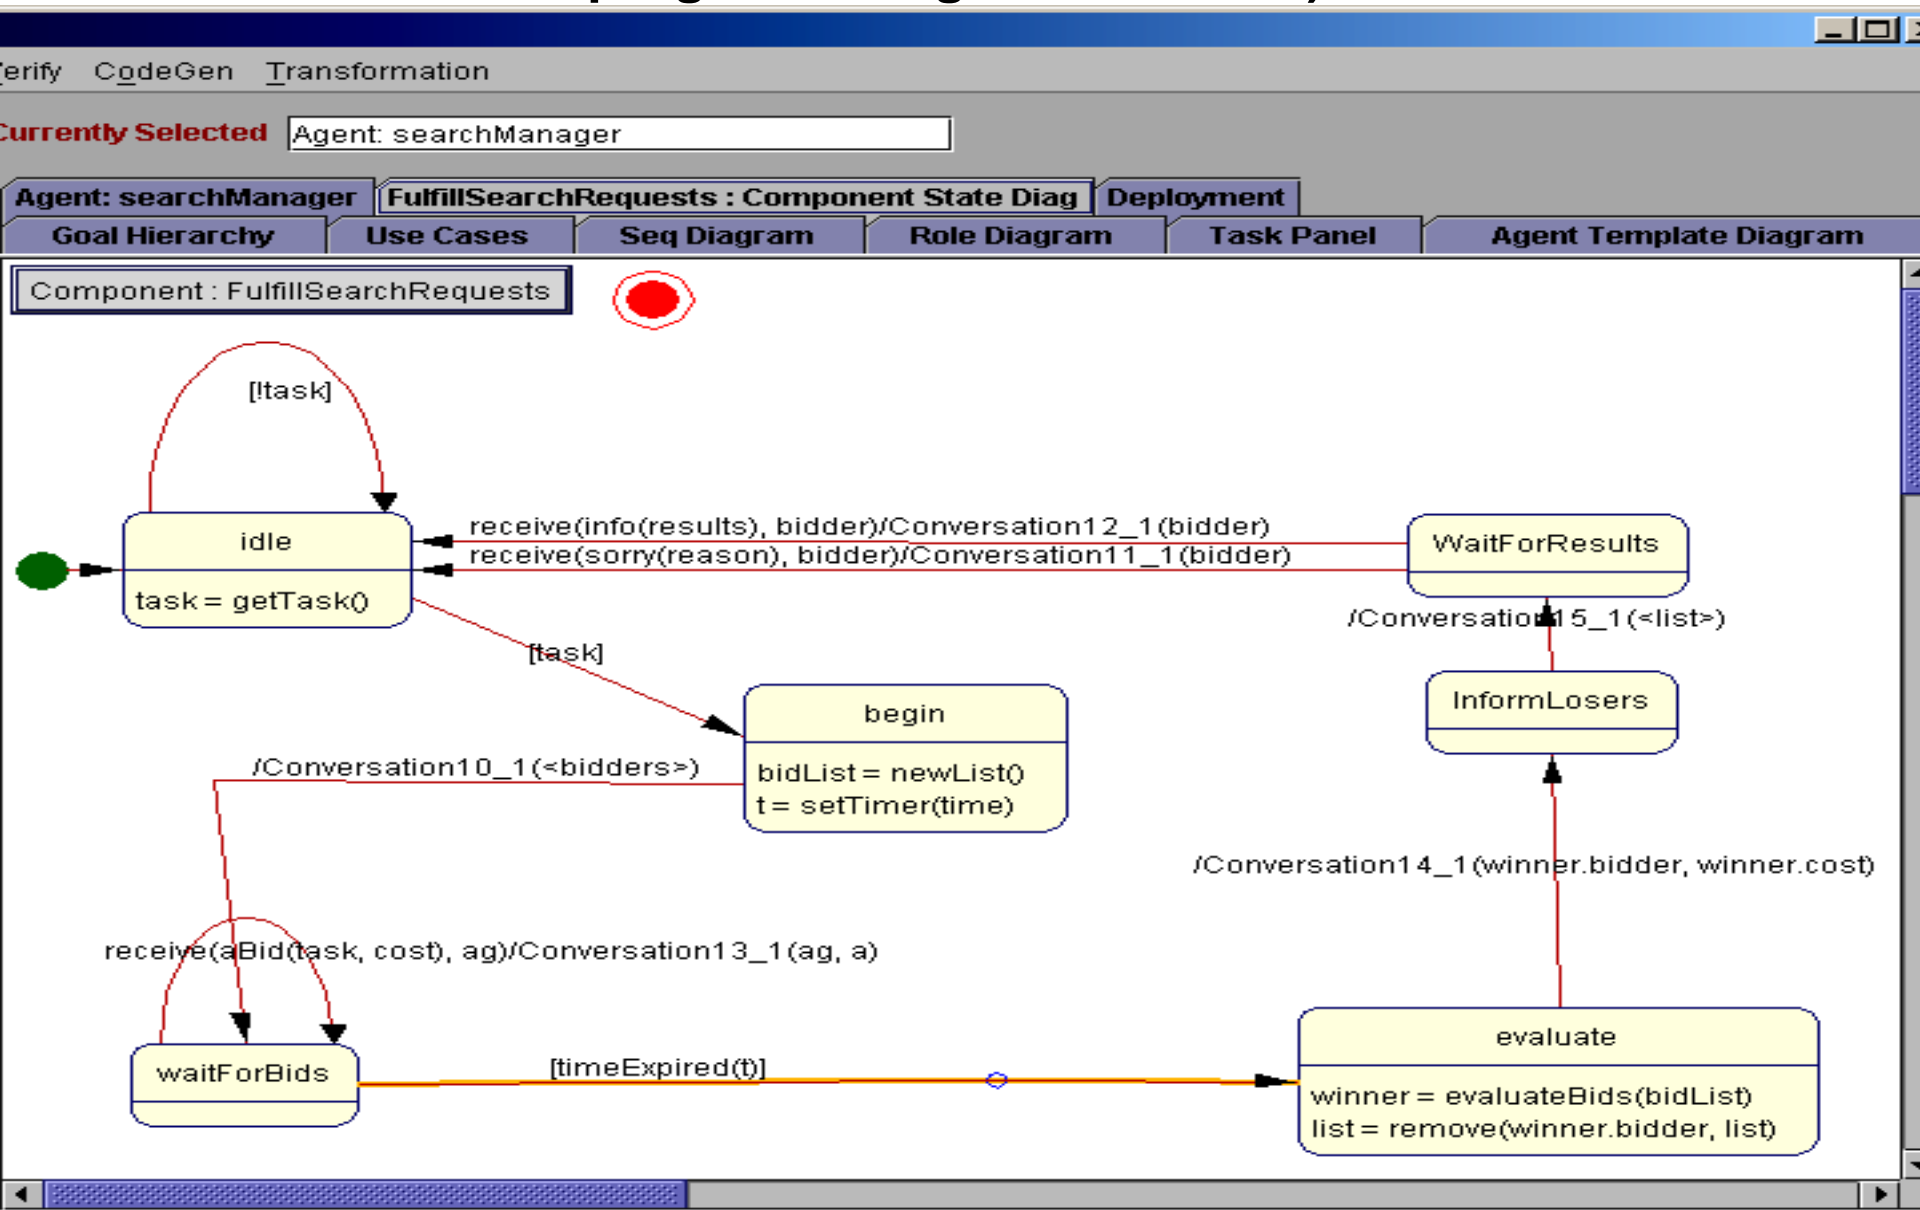 erify CodeGen Transformation
Currently Selected Agent: searchManager
Agent: searchManager FulfillSearchRequests : Component State Diag Deployment
Goal Hierarchy Use Cases Seq Diagram Role Diagram Task Panel Agent Template Diagram
Component : FulfillSearchRequests
[!task]
idle
task = getTask()
receive(info(results), bidder)/Conversation12_1(bidder)
receive(sorry(reason), bidder)/Conversation11_1(bidder)
WaitForResults
/Conversation15_1(<list>)
[task]
InformLosers
begin
bidList = newList()
t = setTimer(time)
/Conversation10_1(<bidders>)
/Conversation14_1(winner.bidder, winner.cost)
receive(aBid(task, cost), ag)/Conversation13_1(ag, a)
waitForBids
[timeExpired(t)]
evaluate
winner = evaluateBids(bidList)
list = remove(winner.bidder, list)